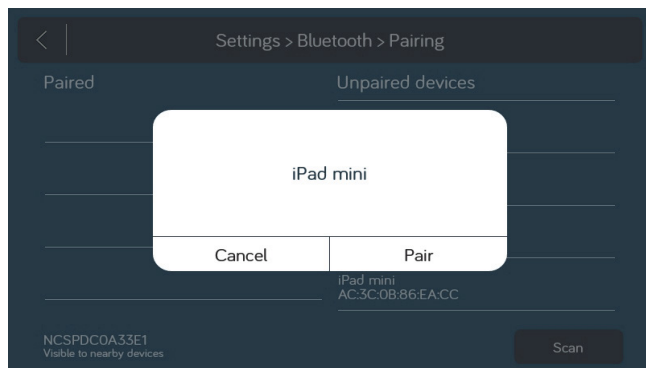 Settings > Bluetooth > Pairing
Paired
Unpaired devices
iPad mini
Cancel
Pair
iPad mini
AC:3C:0B:86:EA:CC
NCSPDC0A33E1
Visible to nearby devices
Scan